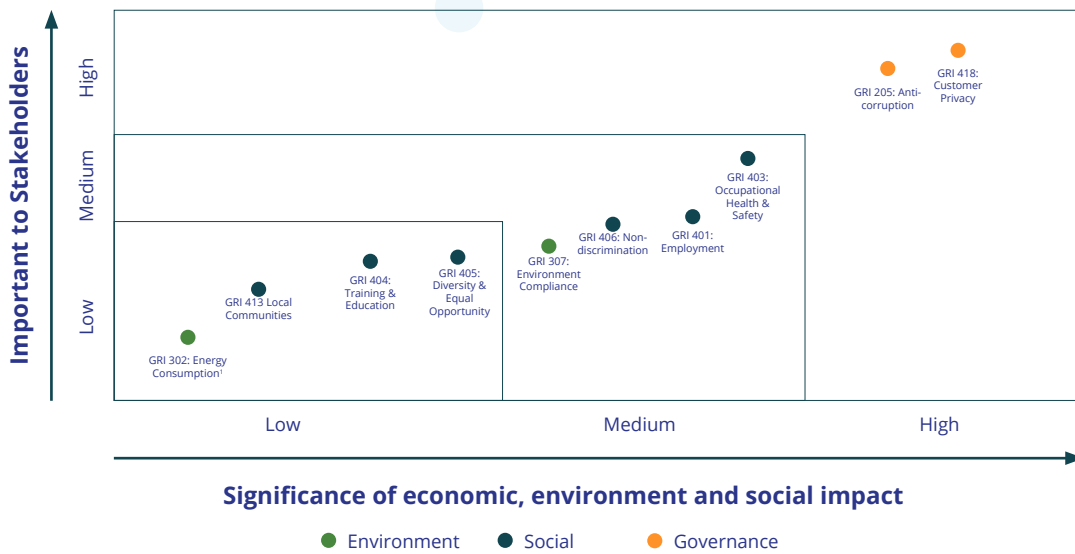 Important to Stakeholders
High
Medium
Low
GRI 205: Anti-
corruption
GRI 418:
Customer
Privacy
GRI 403:
Occupational
Health &
Safety
GRI 307:
Environment
Compliance
GRI 406: Non-
discrimination
GRI 401:
Employment
GRI 302: Energy
Consumption¹
GRI 413 Local
Communities
GRI 404:
Training &
Education
GRI 405:
Diversity &
Equal
Opportunity
Low
Medium
High
Significance of economic, environment and social impact
Environment
Social
Governance